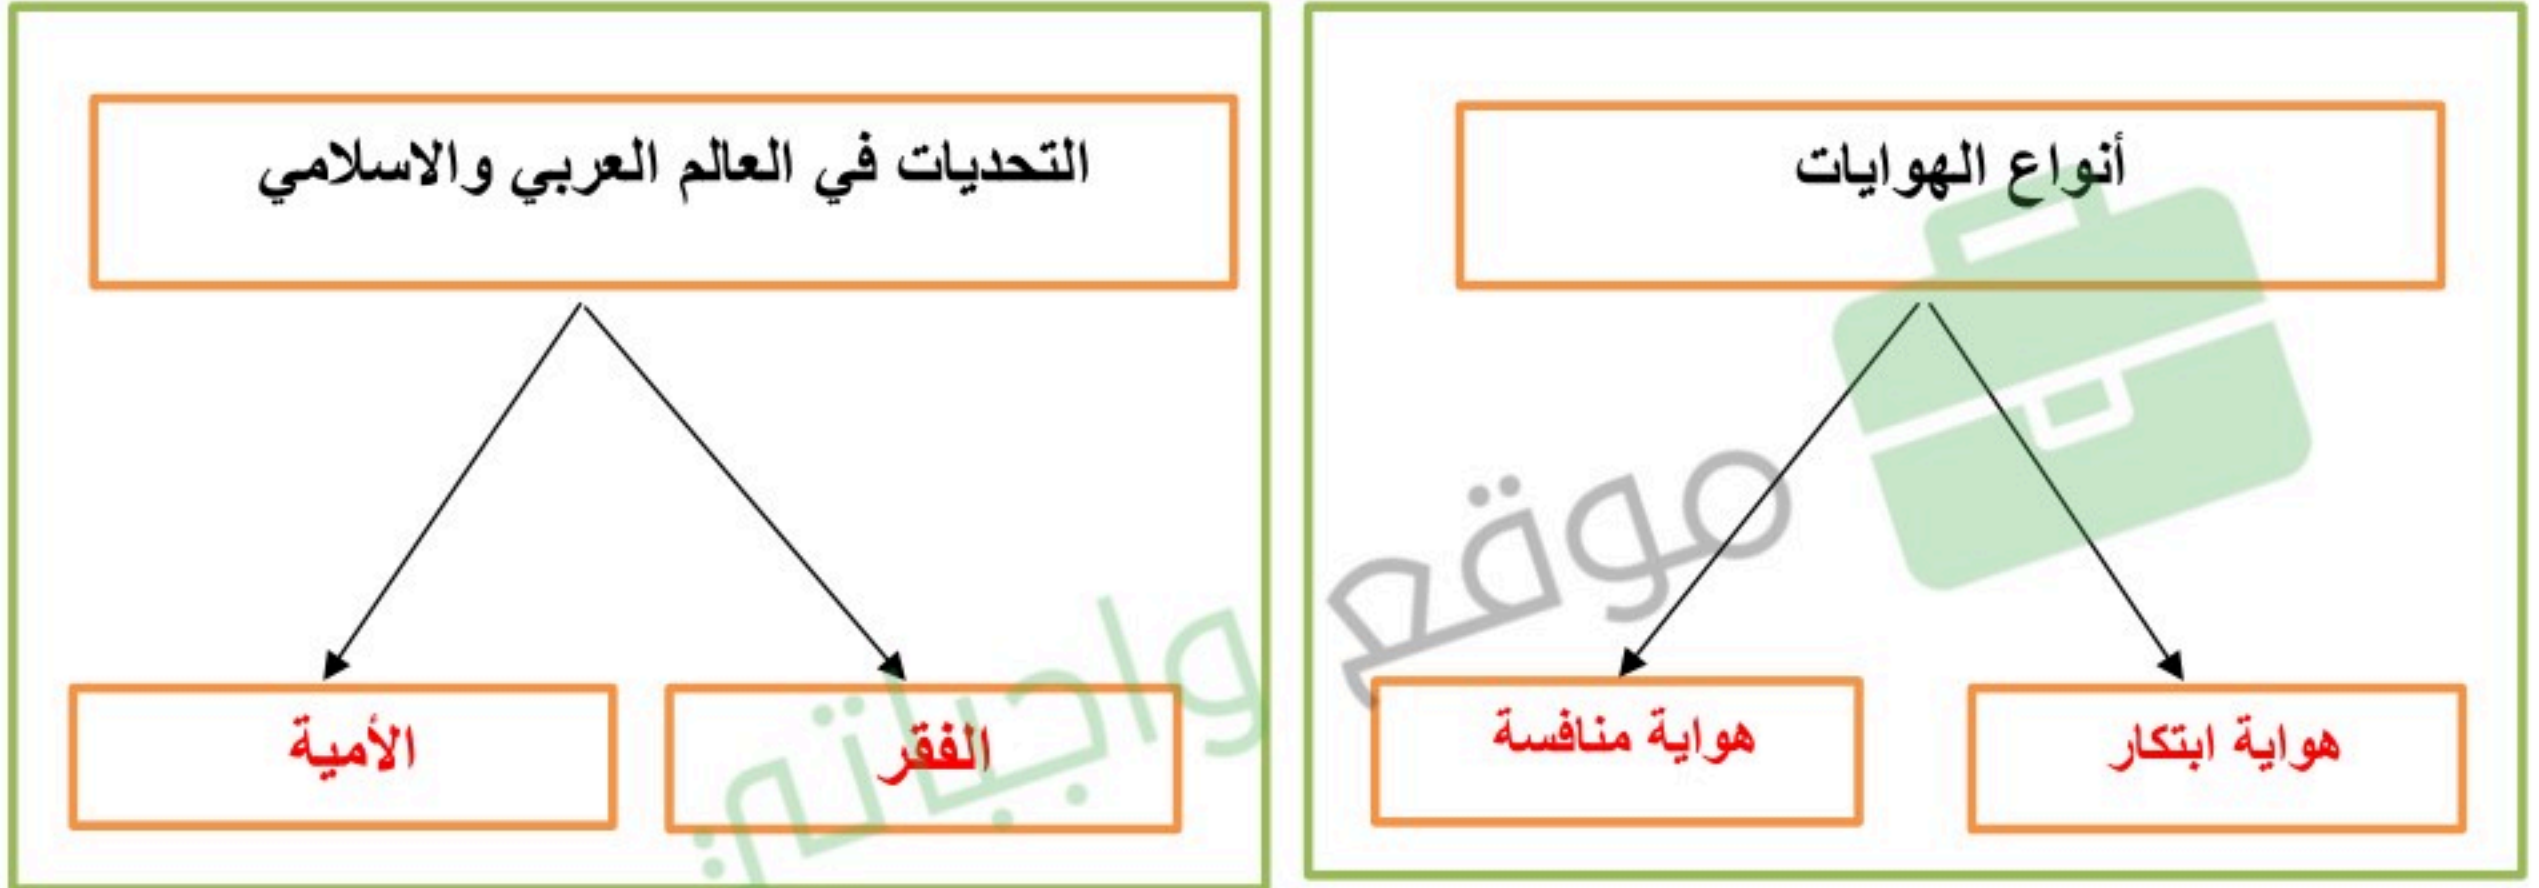 أنواع الهوايات
هواية ابتكار
هواية منافسة
التحديات في العالم العربي والاسلامي
الفقر
الأمية
موقع واجباتي